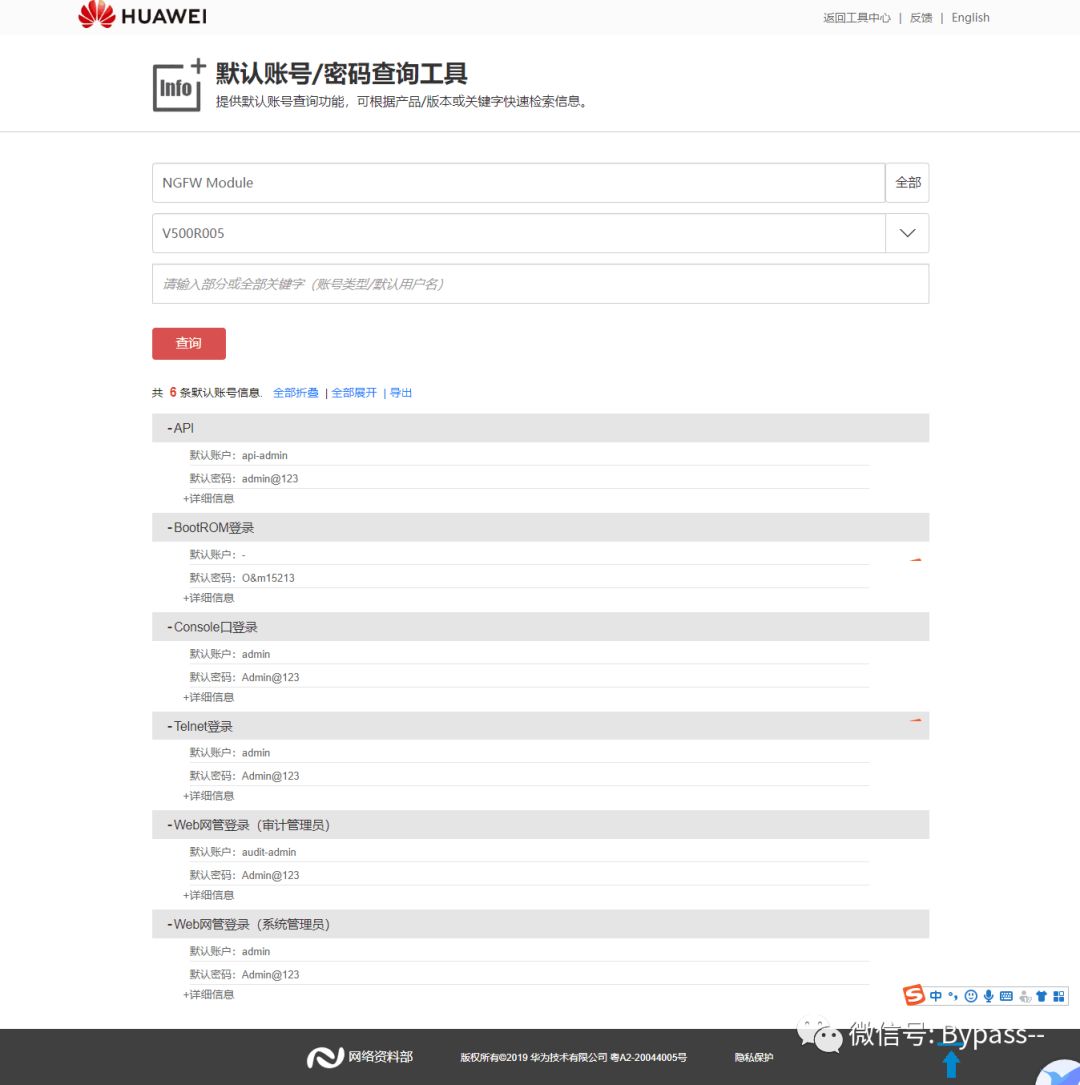 HUAWEI
返回工具中心 | 反馈 | English
Info
默认账号/密码查询工具
提供默认账号查询功能，可根据产品/版本或关键字快速检索信息。
NGFW Module
全部
V500R005
请输入部分或全部关键字（账号类型/默认用户名）
查询
共 6 条默认账号信息. 全部折叠 | 全部展开 | 导出
-API
默认账户：api-admin
默认密码：admin@123
+详细信息
-BootROM登录
默认账户：-
默认密码：O&m15213
+详细信息
-Console口登录
默认账户：admin
默认密码：Admin@123
+详细信息
-Telnet登录
默认账户：admin
默认密码：Admin@123
+详细信息
-Web网管登录（审计管理员）
默认账户：audit-admin
默认密码：Admin@123
+详细信息
-Web网管登录（系统管理员）
默认账户：admin
默认密码：Admin@123
+详细信息
S 中
微信号: Bypass--
网络资料部
版权所有©2019 华为技术有限公司 粤A2-20044005号
隐私保护